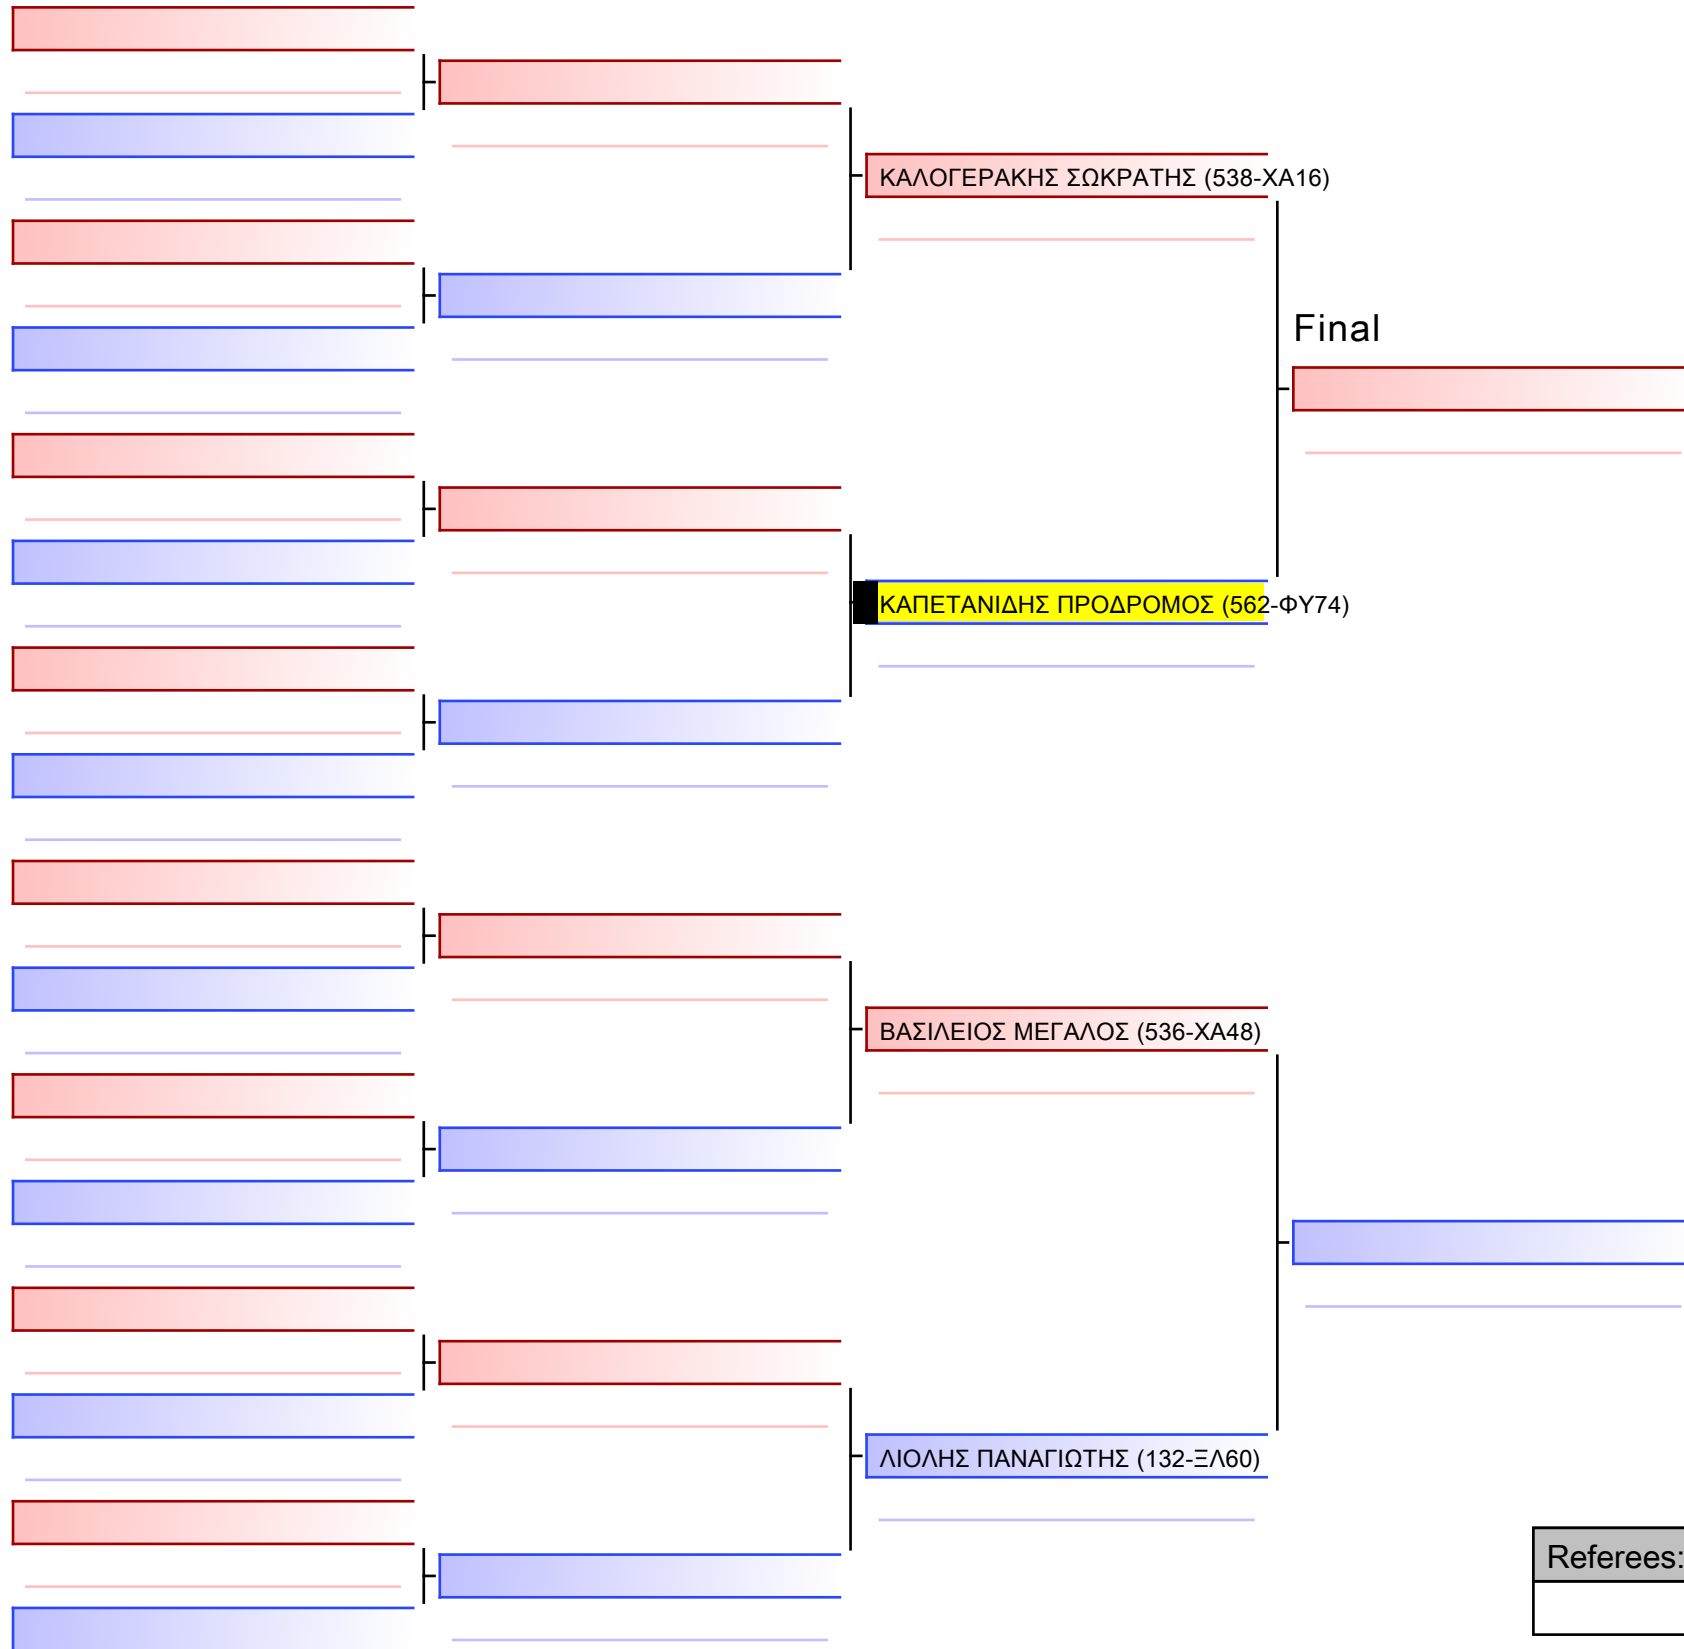 ΚΑΛΟΓΕΡΑΚΗΣ ΣΩΚΡΑΤΗΣ (538-ΧΑ16)
Final
ΚΑΠΕΤΑΝΙΔΗΣ ΠΡΟΔΡΟΜΟΣ (562-ΦΥ74)
ΒΑΣΙΛΕΙΟΣ ΜΕΓΑΛΟΣ (536-ΧΑ48)
ΛΙΟΛΗΣ ΠΑΝΑΓΙΩΤΗΣ (132-ΞΛ60)
Referees: